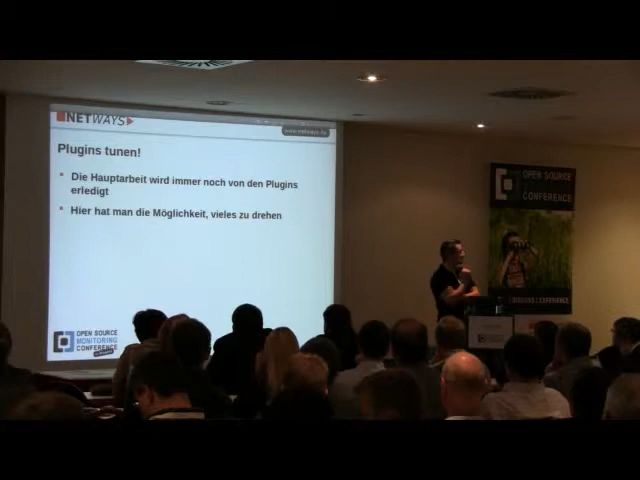 NETWAYS
www.netways.de
Plugins tunen!
Die Hauptarbeit wird immer noch von den Plugins
erledigt
Hier hat man die Möglichkeit, vieles zu drehen
OPEN SOURCE
MONITORING
CONFERENCE
OPEN SOURCE
CONFERENCE